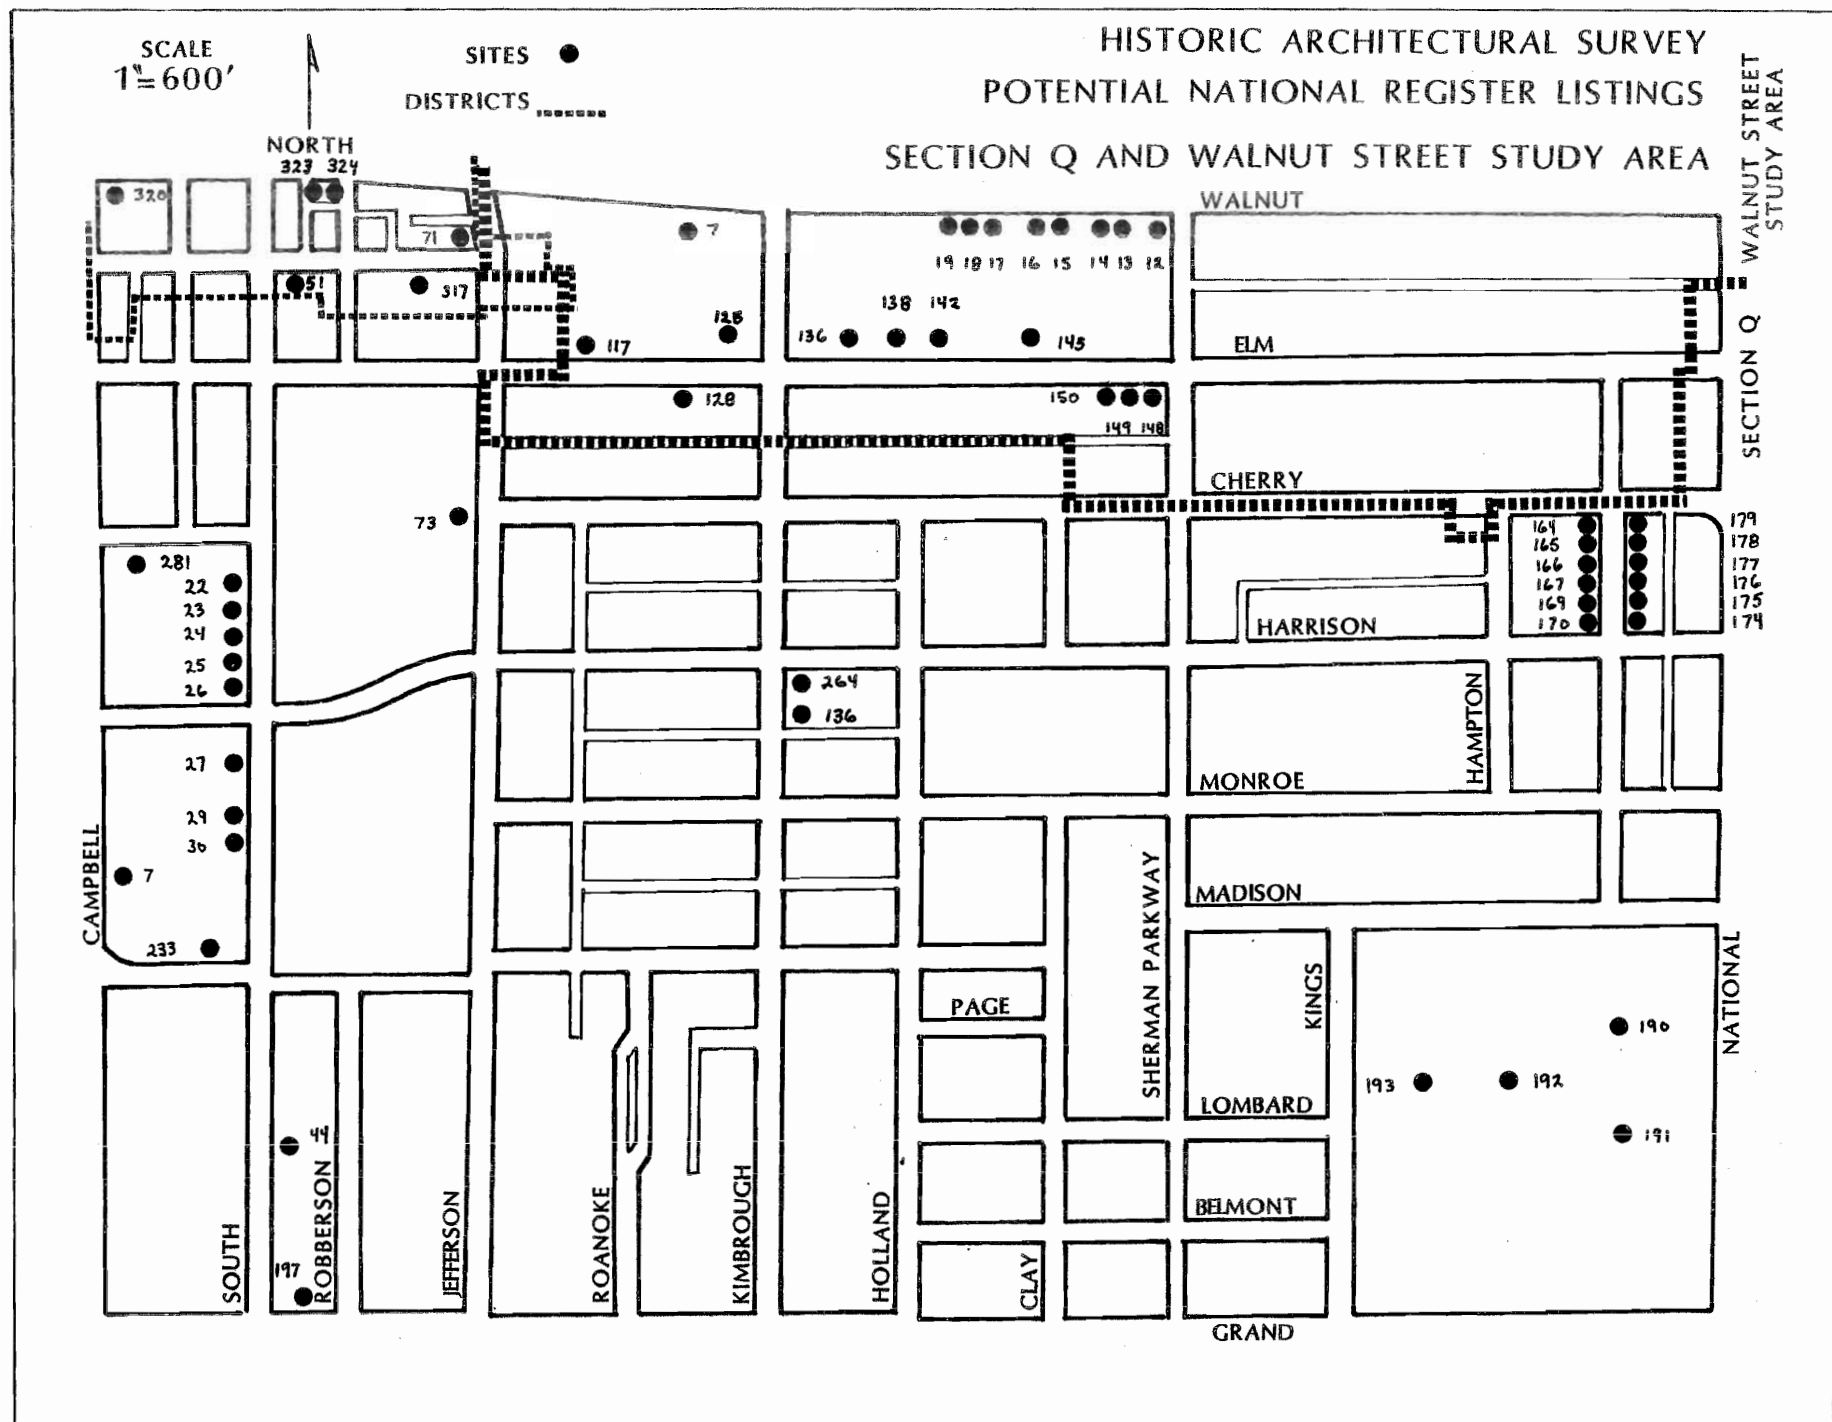 SCALE
1"=600'
NORTH
SITES
DISTRICTS
HISTORIC ARCHITECTURAL SURVEY
POTENTIAL NATIONAL REGISTER LISTINGS
SECTION Q AND WALNUT STREET STUDY AREA
WALNUT STREET
STUDY AREA
SECTION Q
323 324
320
71
7
WALNUT
19 18 17 16 15 14 13 12
51
317
138 142
117
125
136
145
ELM
128
150
149 148
CHERRY
73
164
165
166
167
169
170
179
178
177
176
175
174
281
22
23
24
25
26
HARRISON
264
136
HAMPTON
MONROE
27
29
30
7
233
CAMPBELL
MADISON
SHERMAN PARKWAY
PAGE
KINGS
NATIONAL
190
193
192
191
LOMBARD
44
197
BELMONT
SOUTH
ROBBERSON
JEFFERSON
ROANOKE
KIMBROUGH
HOLLAND
CLAY
GRAND